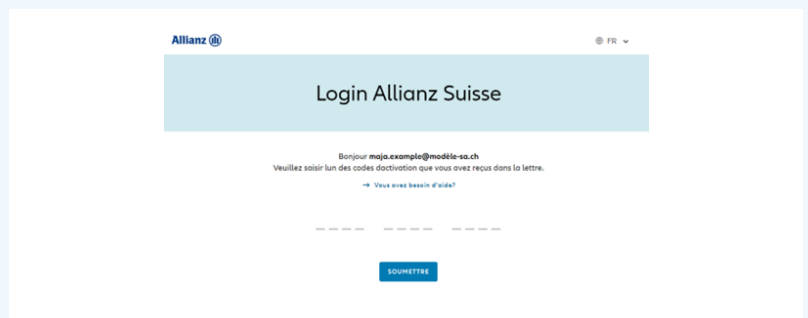 Allianz
FR
Login Allianz Suisse
Bonjour maja.example@modèle-sa.ch
Veuillez saisir lun des codes dactivation que vous avez reçus dans la lettre.
→ Vous avez besoin d'aide?
SOUMETTRE